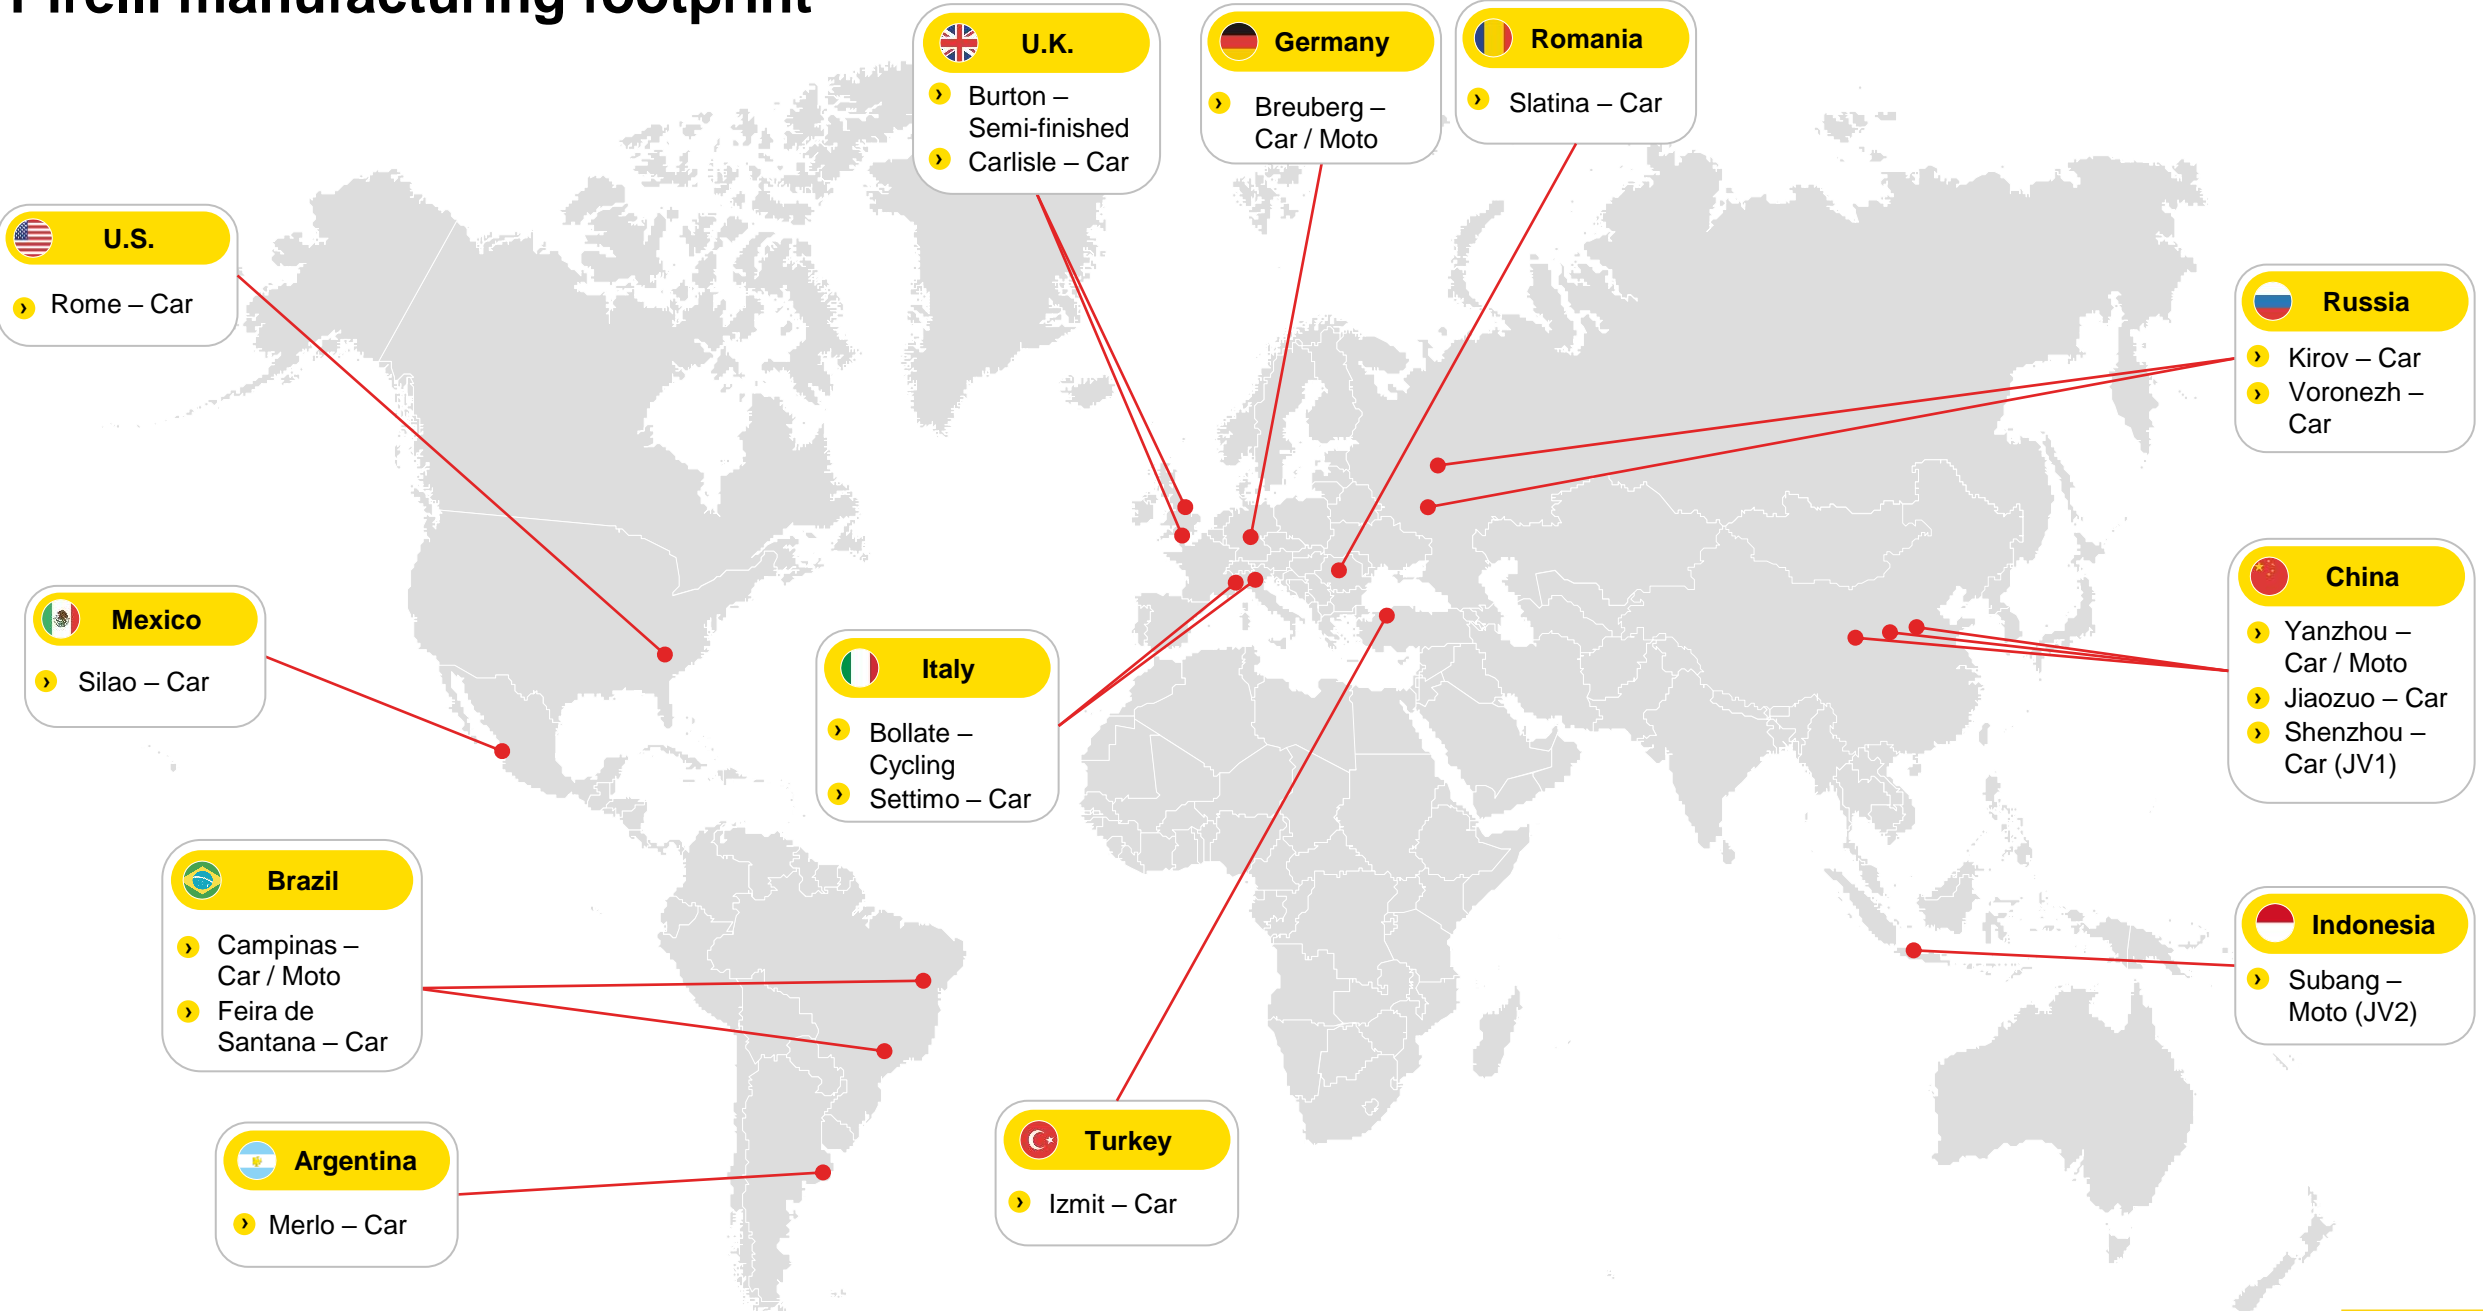 Pirelli manufacturing footprint
U.K.
Burton –
Semi-finished
Carlisle – Car
Germany
Breuberg –
Car / Moto
Romania
Slatina – Car
U.S.
Rome – Car
Russia
Kirov – Car
Voronezh –
Car
Mexico
Silao – Car
Italy
Bollate –
Cycling
Settimo – Car
China
Yanzhou –
Car / Moto
Jiaozuo – Car
Shenzhou –
Car (JV1)
Brazil
Campinas –
Car / Moto
Feira de
Santana – Car
Indonesia
Subang –
Moto (JV2)
Argentina
Merlo – Car
Turkey
Izmit – Car